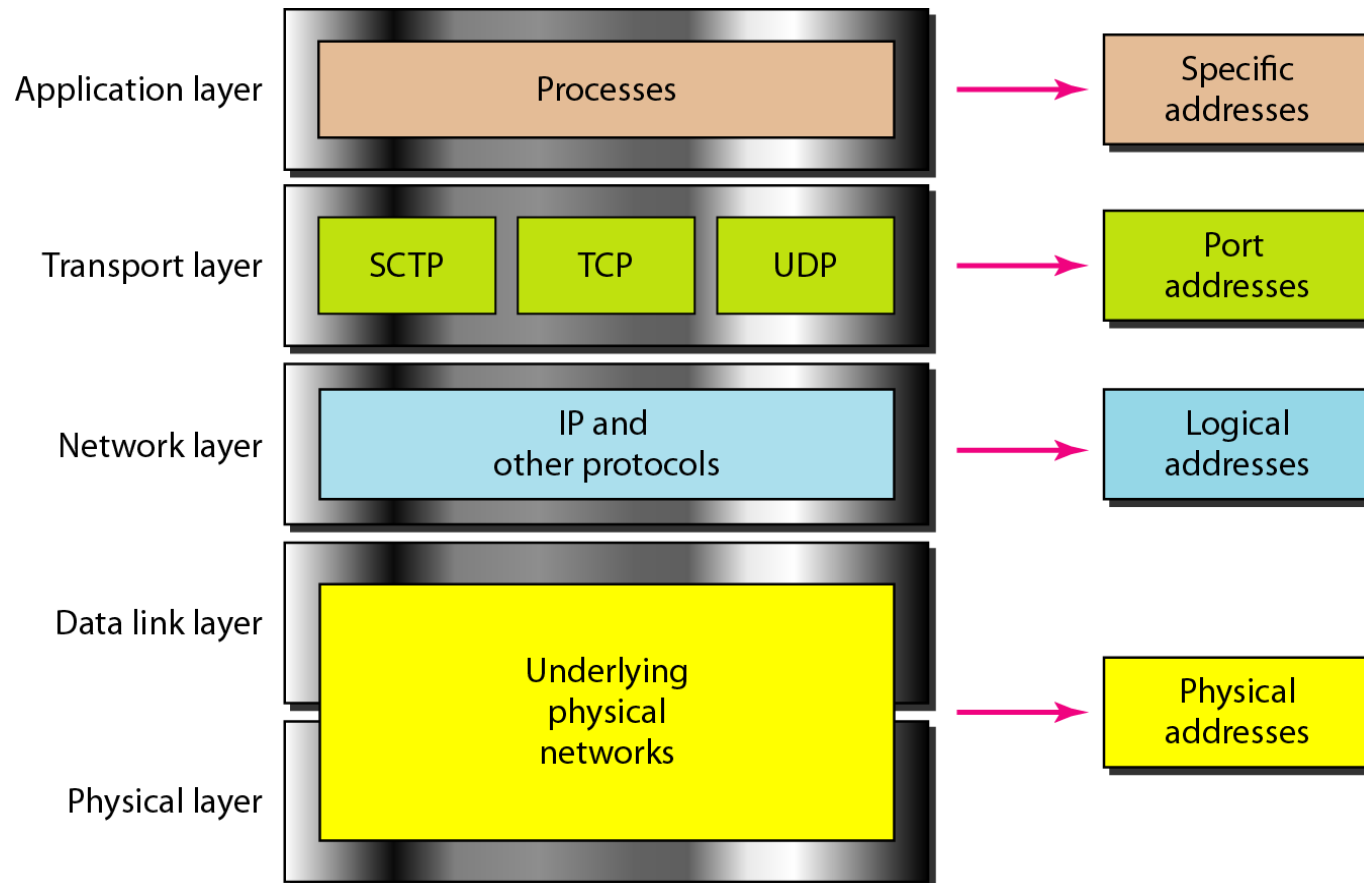 Application layer
Processes
Specific
addresses
Transport layer
SCTP
TCP
UDP
Port
addresses
Network layer
IP and
other protocols
Logical
addresses
Data link layer
Underlying
physical
networks
Physical
addresses
Physical layer